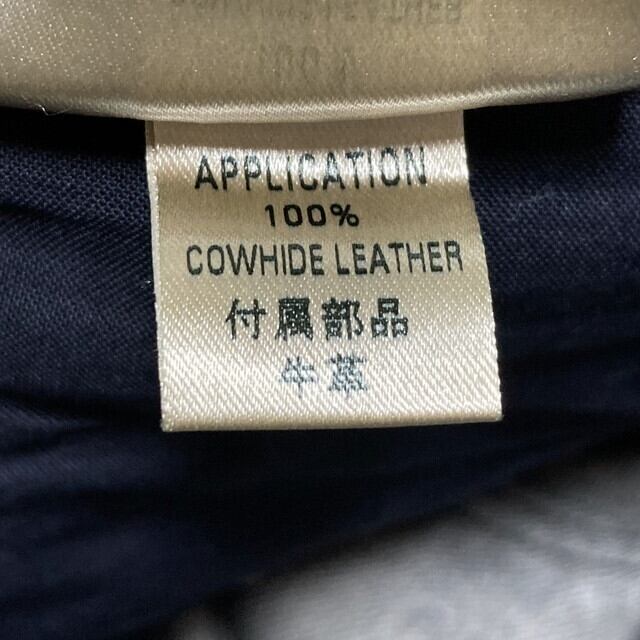 APPLICATION
100%
COWHIDE LEATHER
付属部品
牛革